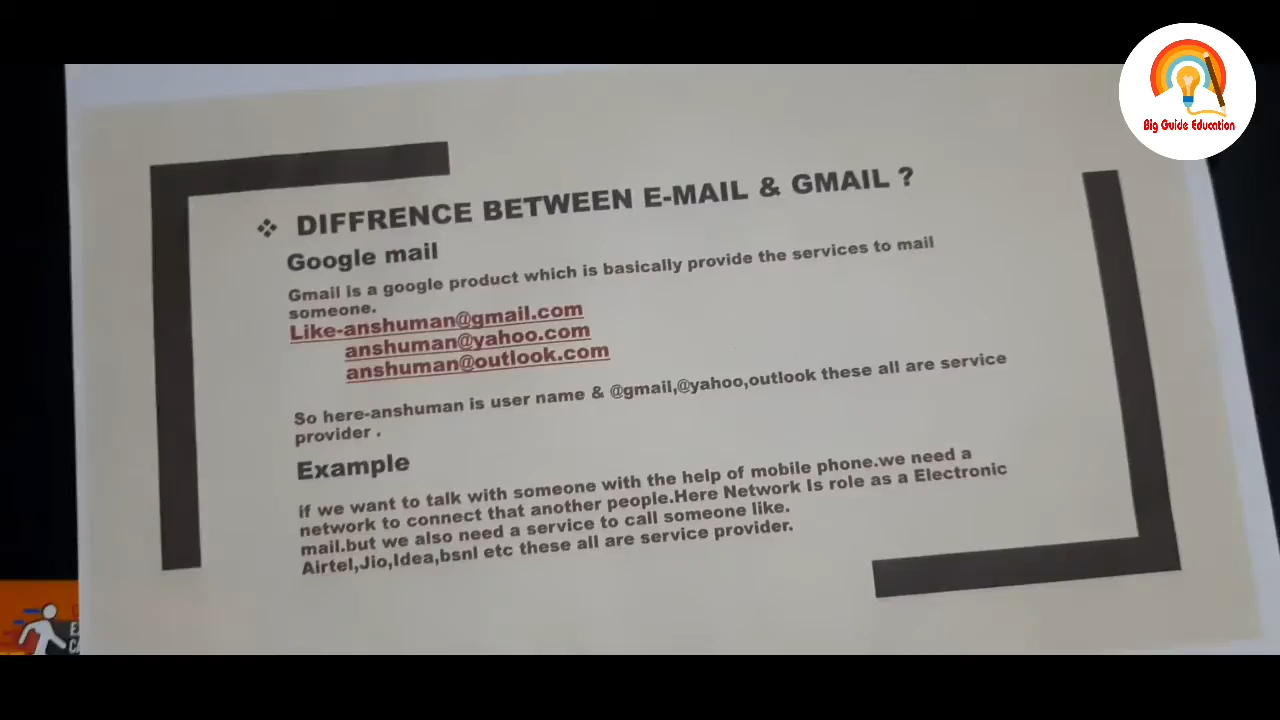 Big Guide Education
❖ DIFFRENCE BETWEEN E-MAIL & GMAIL ?
Google mail
Gmail is a google product which is basically provide the services to mail
someone.
Like-anshuman@gmail.com
anshuman@yahoo.com
anshuman@outlook.com
So here-anshuman is user name & @gmail,@yahoo,outlook these all are service
provider .
Example
if we want to talk with someone with the help of mobile phone.we need a
network to connect that another people.Here Network Is role as a Electronic
mail.but we also need a service to call someone like.
Airtel,Jio,Idea,bsnl etc these all are service provider.